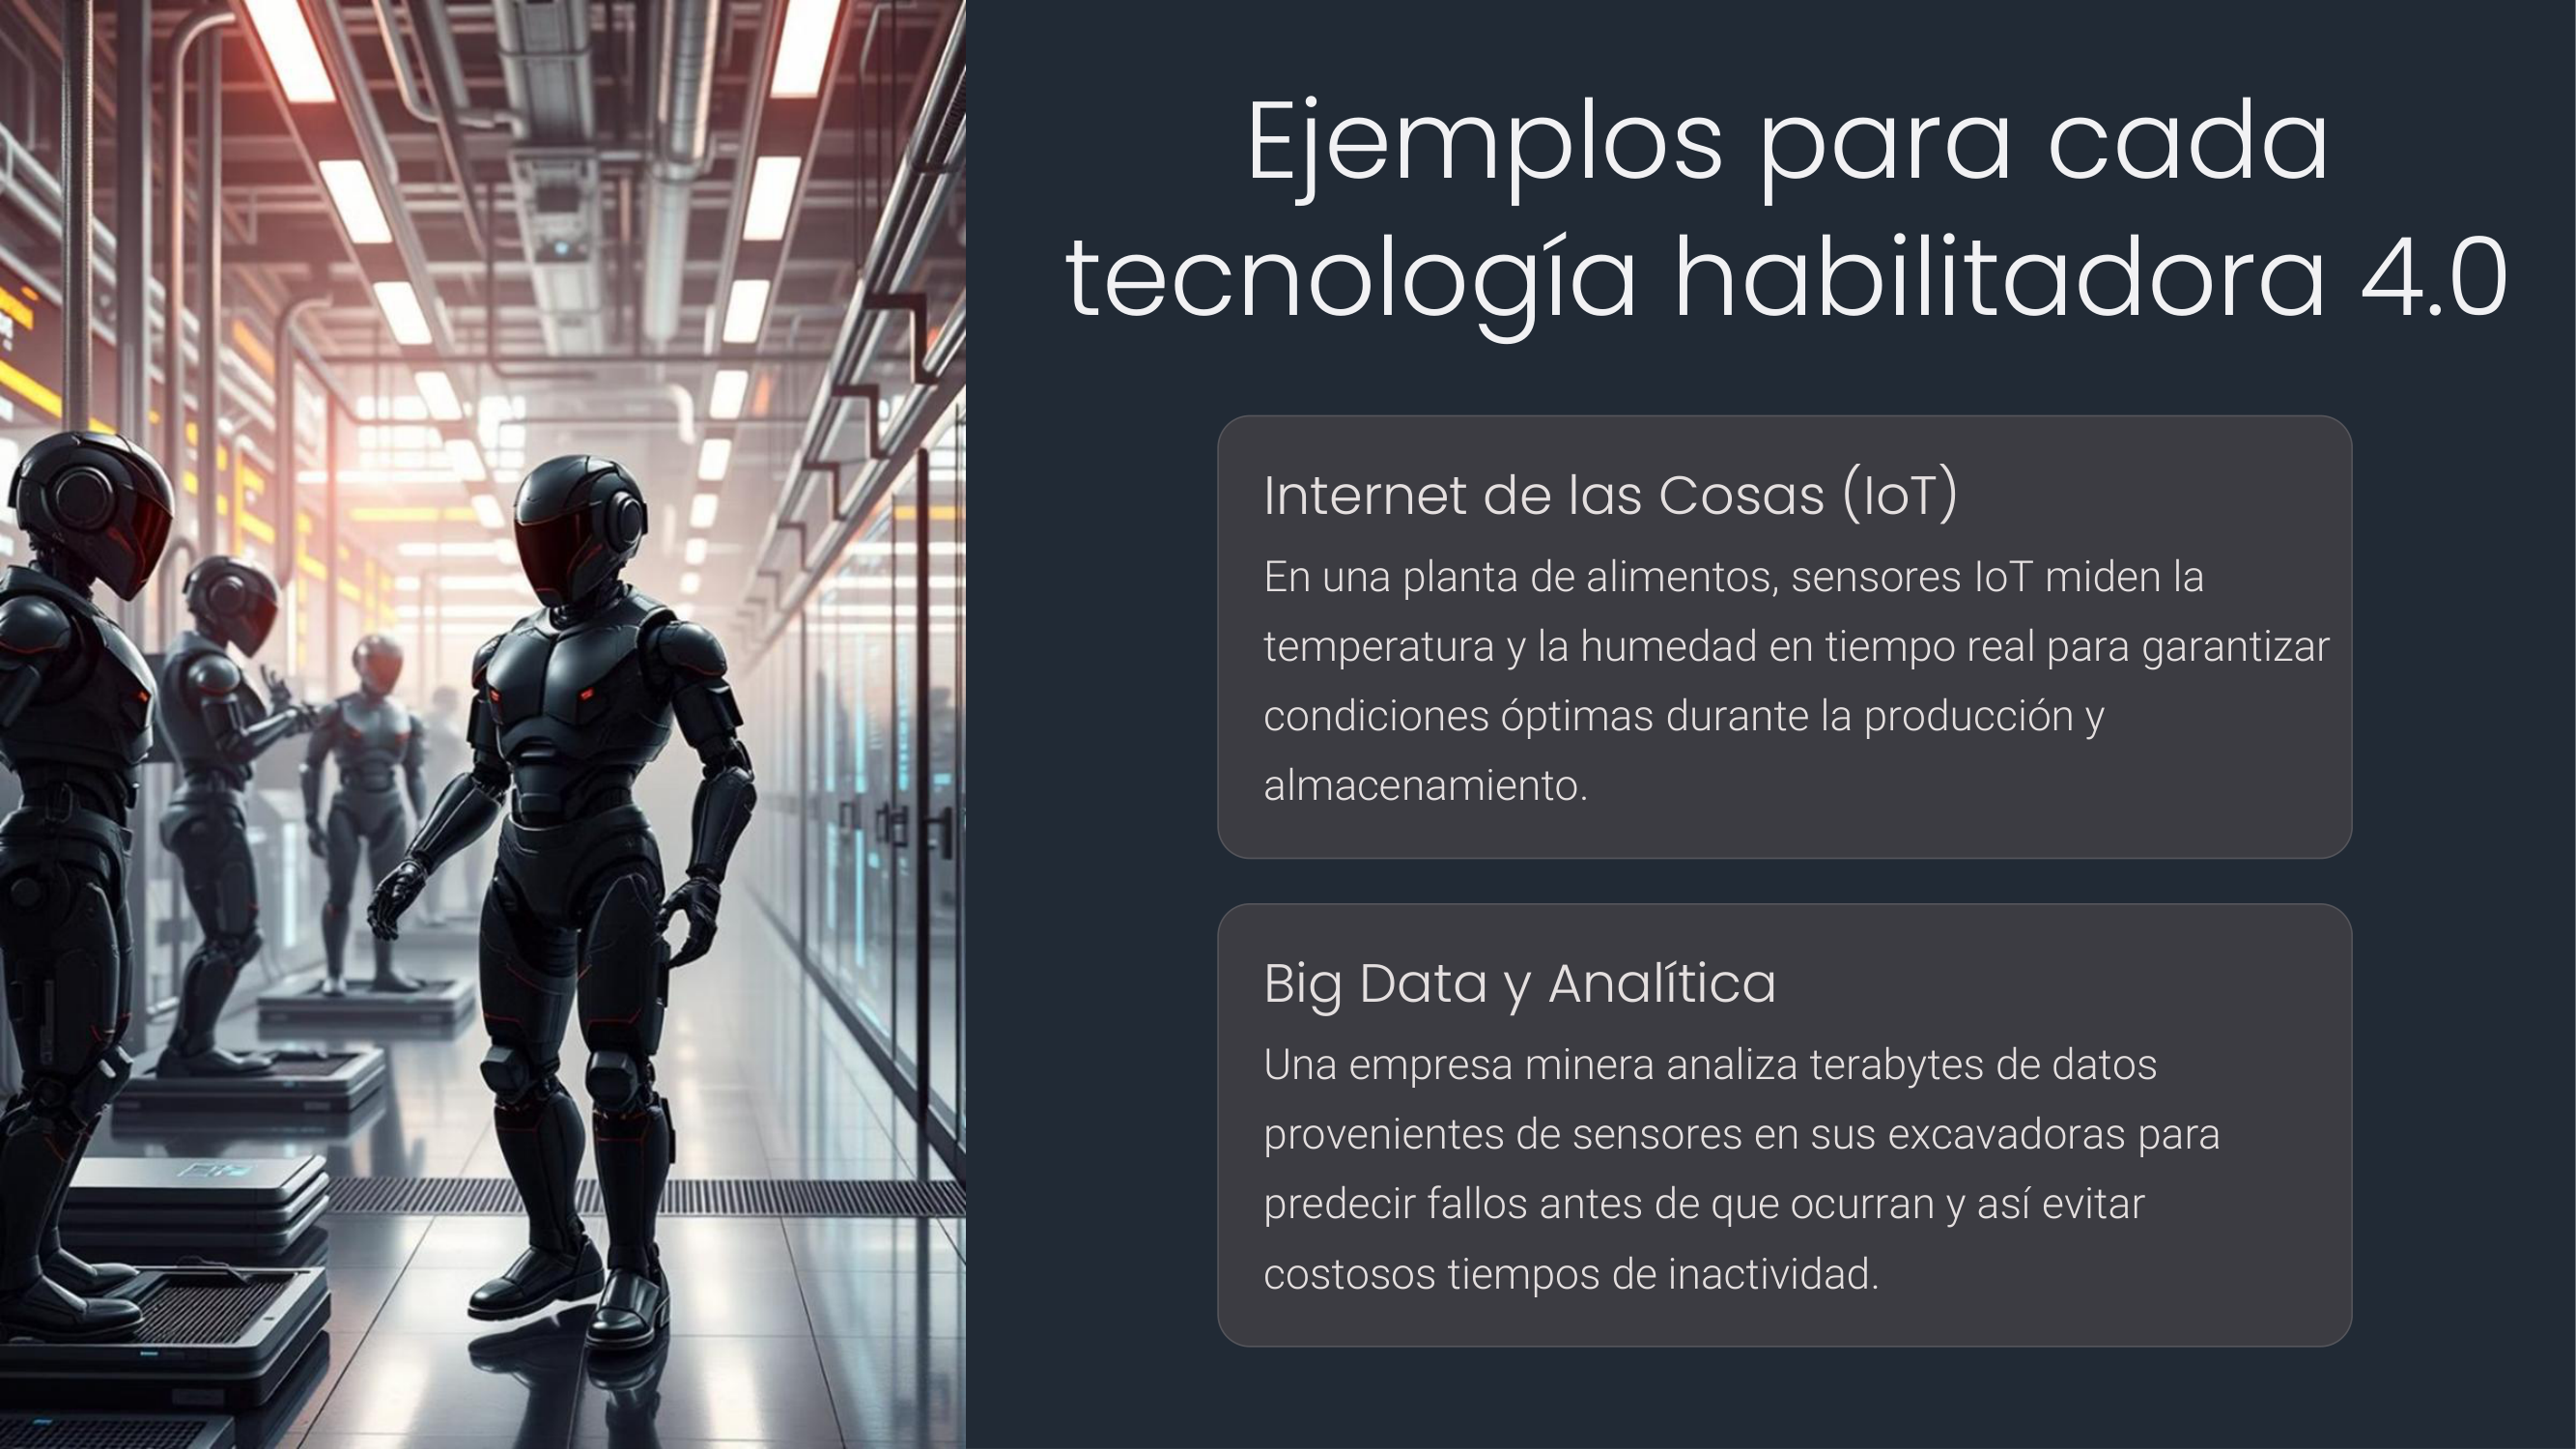 Ejemplos para cada
tecnología habilitadora 4.0
Internet de las Cosas (IoT)
En una planta de alimentos, sensores IoT miden la
temperatura y la humedad en tiempo real para garantizar
condiciones óptimas durante la producción y
almacenamiento.
Big Data y Analítica
Una empresa minera analiza terabytes de datos
provenientes de sensores en sus excavadoras para
predecir fallos antes de que ocurran y así evitar
costosos tiempos de inactividad.